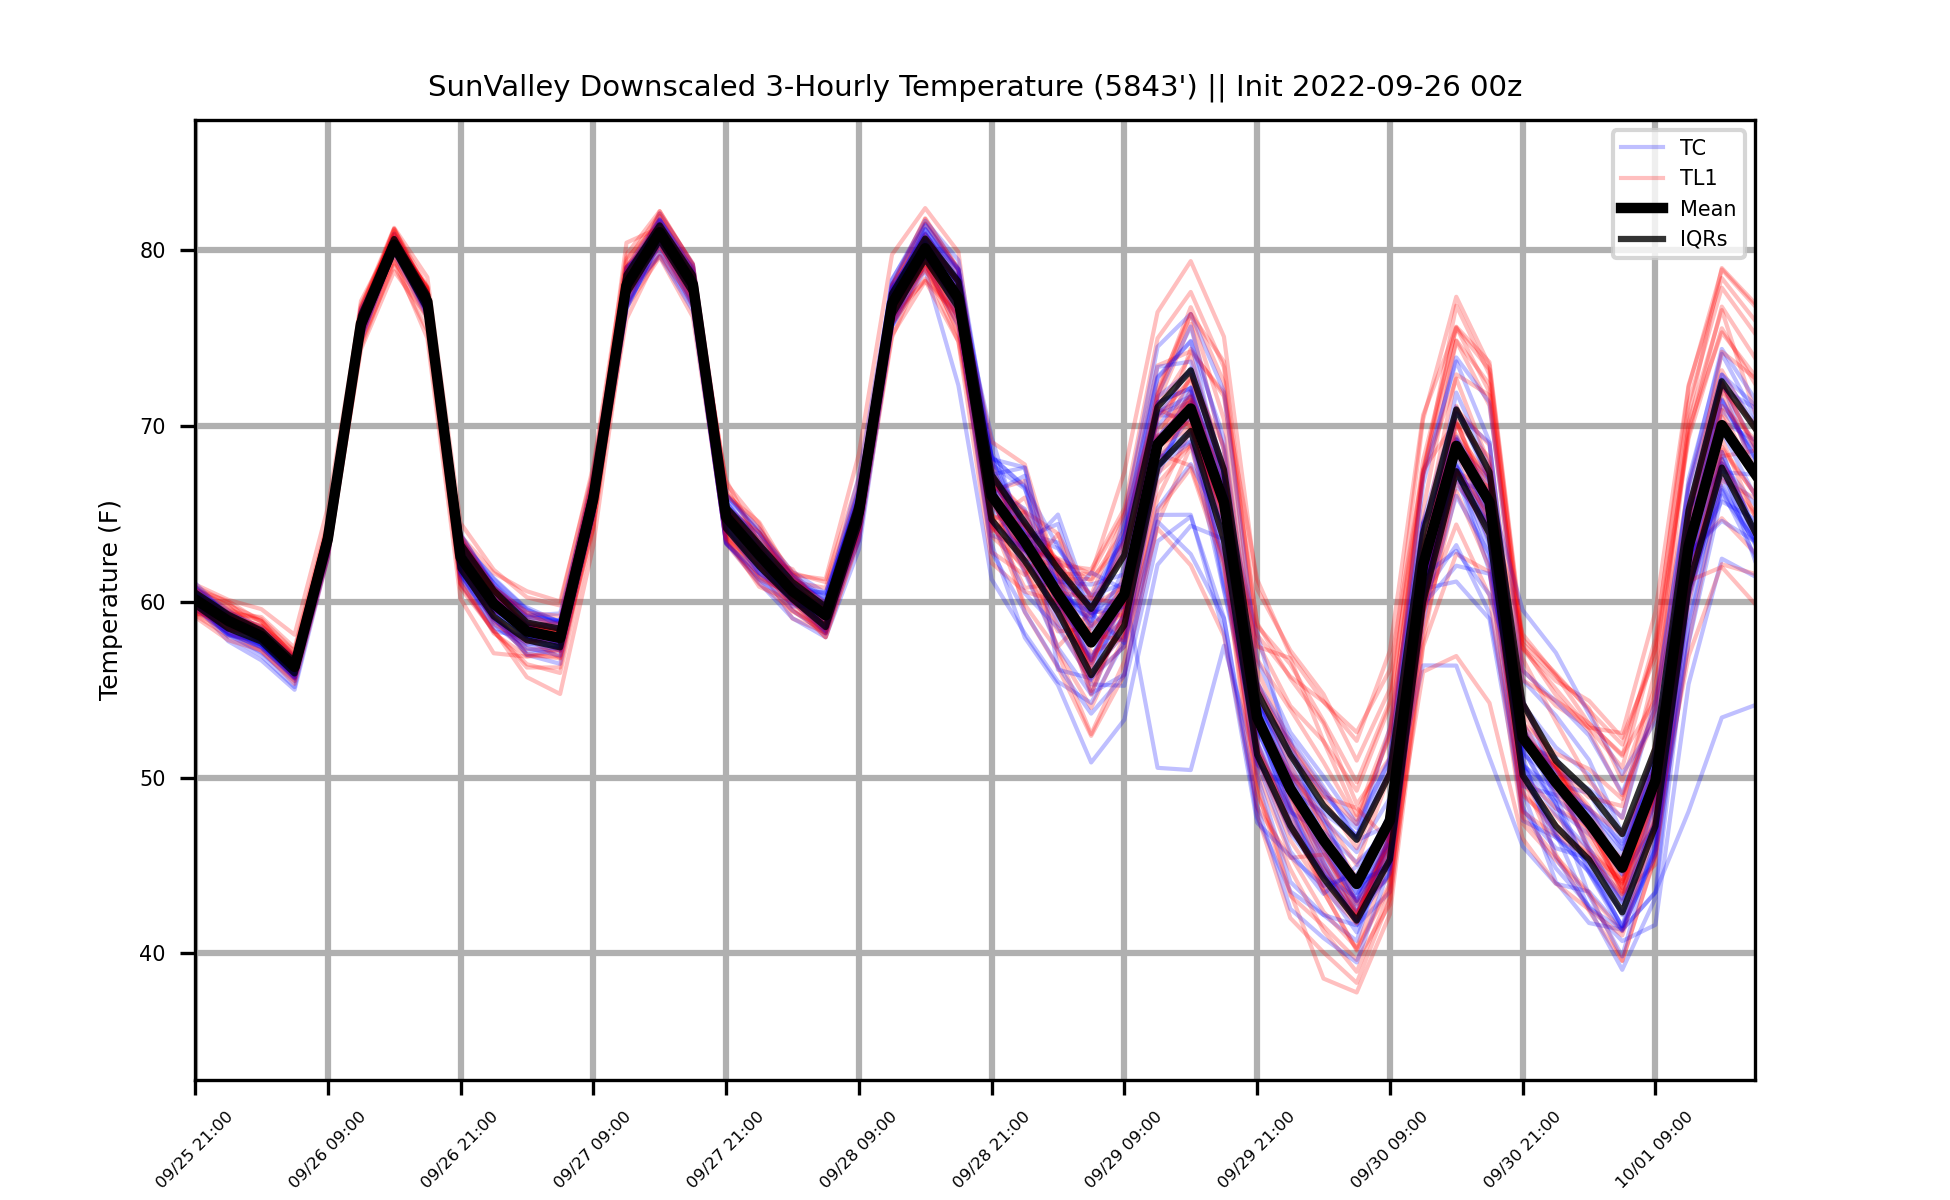 SunValley Downscaled 3-Hourly Temperature (5843') || Init 2022-09-26 00z
TC
TL1
Mean
IQRs
Temperature (F)
80
70
60
50
40
09/25 21:00
09/26 09:00
09/26 21:00
09/27 09:00
09/27 21:00
09/28 09:00
09/28 21:00
09/29 09:00
09/29 21:00
09/30 09:00
09/30 21:00
10/01 09:00